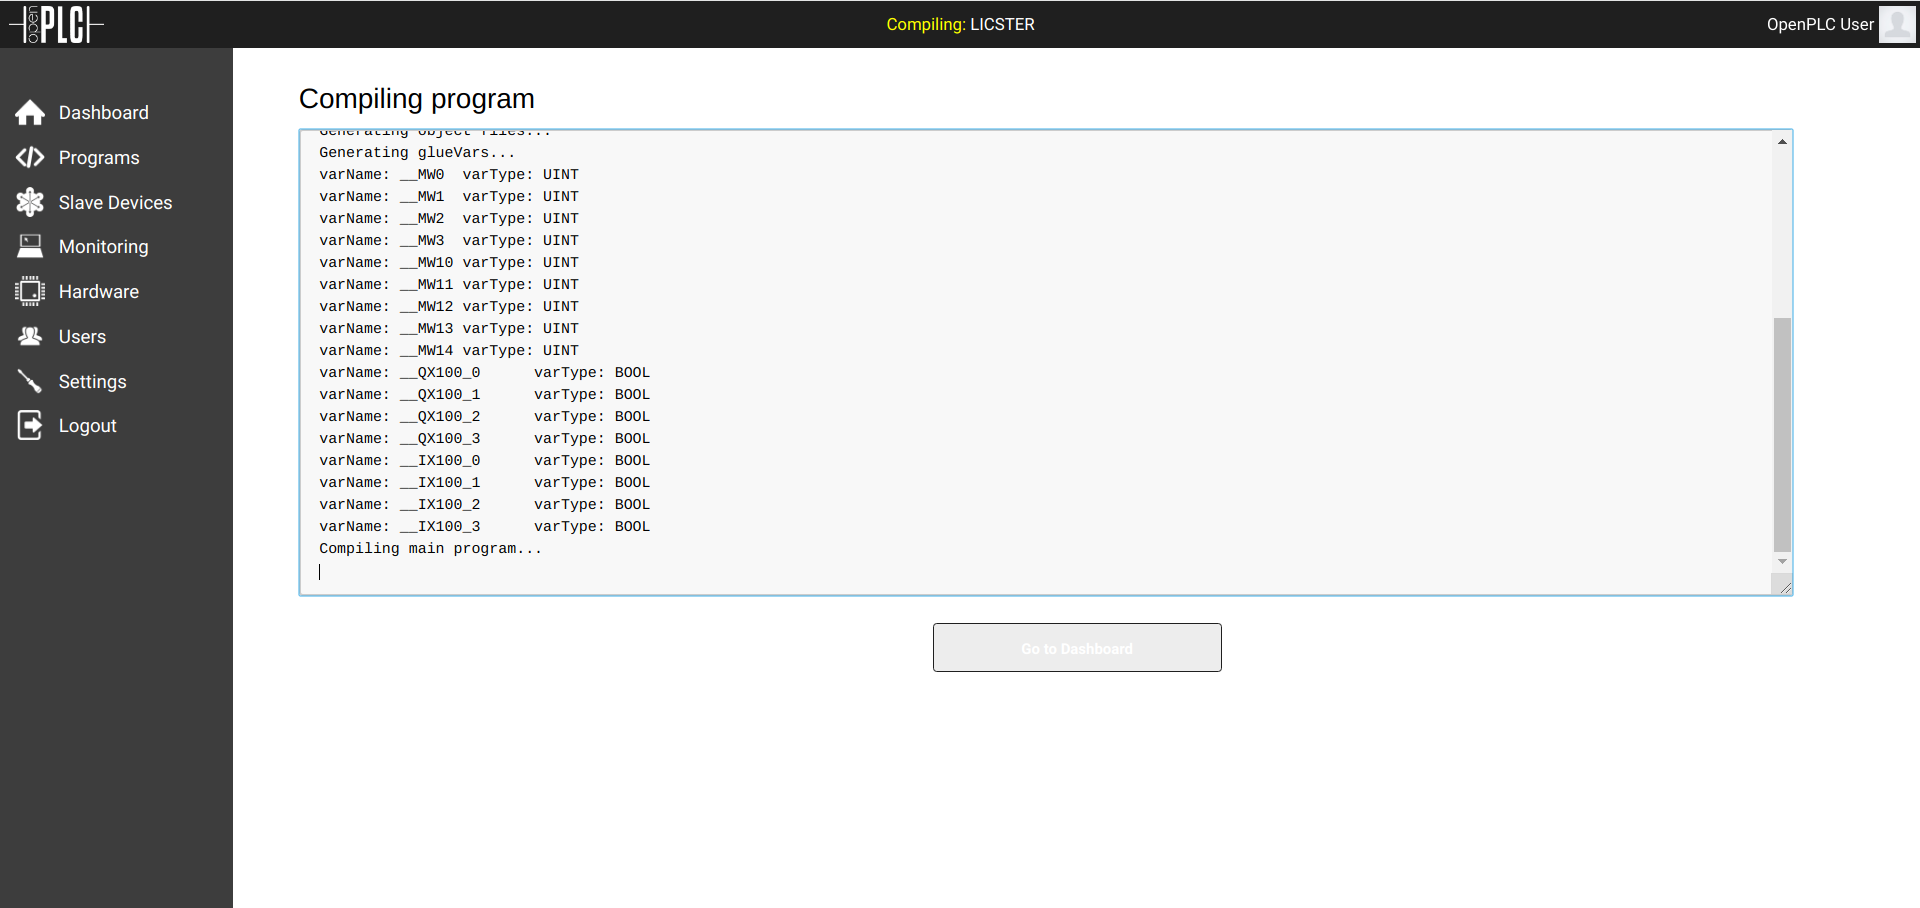 open PLC
Compiling: LICSTER
OpenPLC User
Dashboard
Programs
Slave Devices
Monitoring
Hardware
Users
Settings
Logout
Compiling program
Generating object files...
Generating glueVars...
varName: __MW0  varType: UINT
varName: __MW1  varType: UINT
varName: __MW2  varType: UINT
varName: __MW3  varType: UINT
varName: __MW10 varType: UINT
varName: __MW11 varType: UINT
varName: __MW12 varType: UINT
varName: __MW13 varType: UINT
varName: __MW14 varType: UINT
varName: __QX100_0      varType: BOOL
varName: __QX100_1      varType: BOOL
varName: __QX100_2      varType: BOOL
varName: __QX100_3      varType: BOOL
varName: __IX100_0      varType: BOOL
varName: __IX100_1      varType: BOOL
varName: __IX100_2      varType: BOOL
varName: __IX100_3      varType: BOOL
Compiling main program...
Go to Dashboard